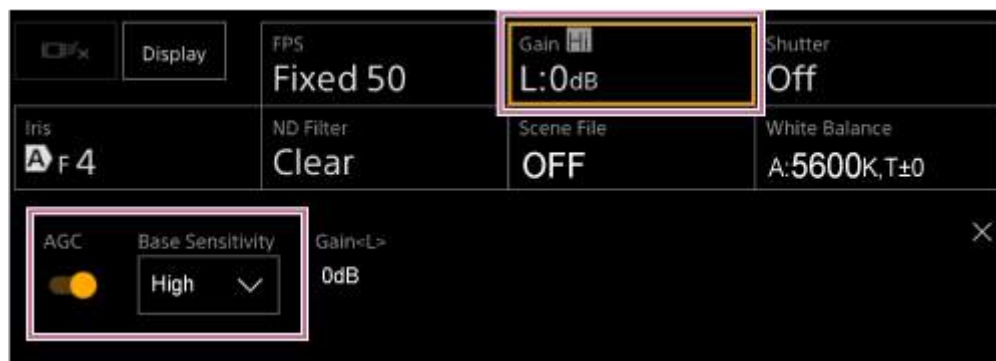 Display
FPS
Fixed 50
Gain Hi
L:0dB
Shutter
Off
Iris
A F 4
ND Filter
Clear
Scene File
OFF
White Balance
A:5600K,T±0
AGC
Base Sensitivity
High
Gain<L>
0dB